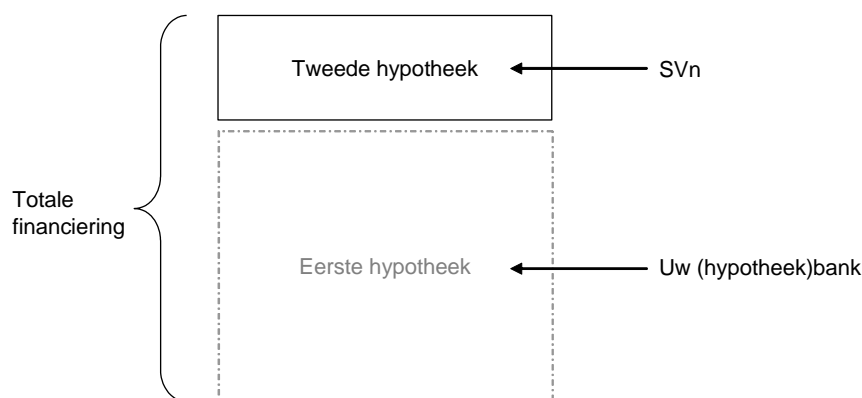 Tweede hypotheek
SVn
Totale
financiering
Eerste hypotheek
Uw (hypotheek)bank